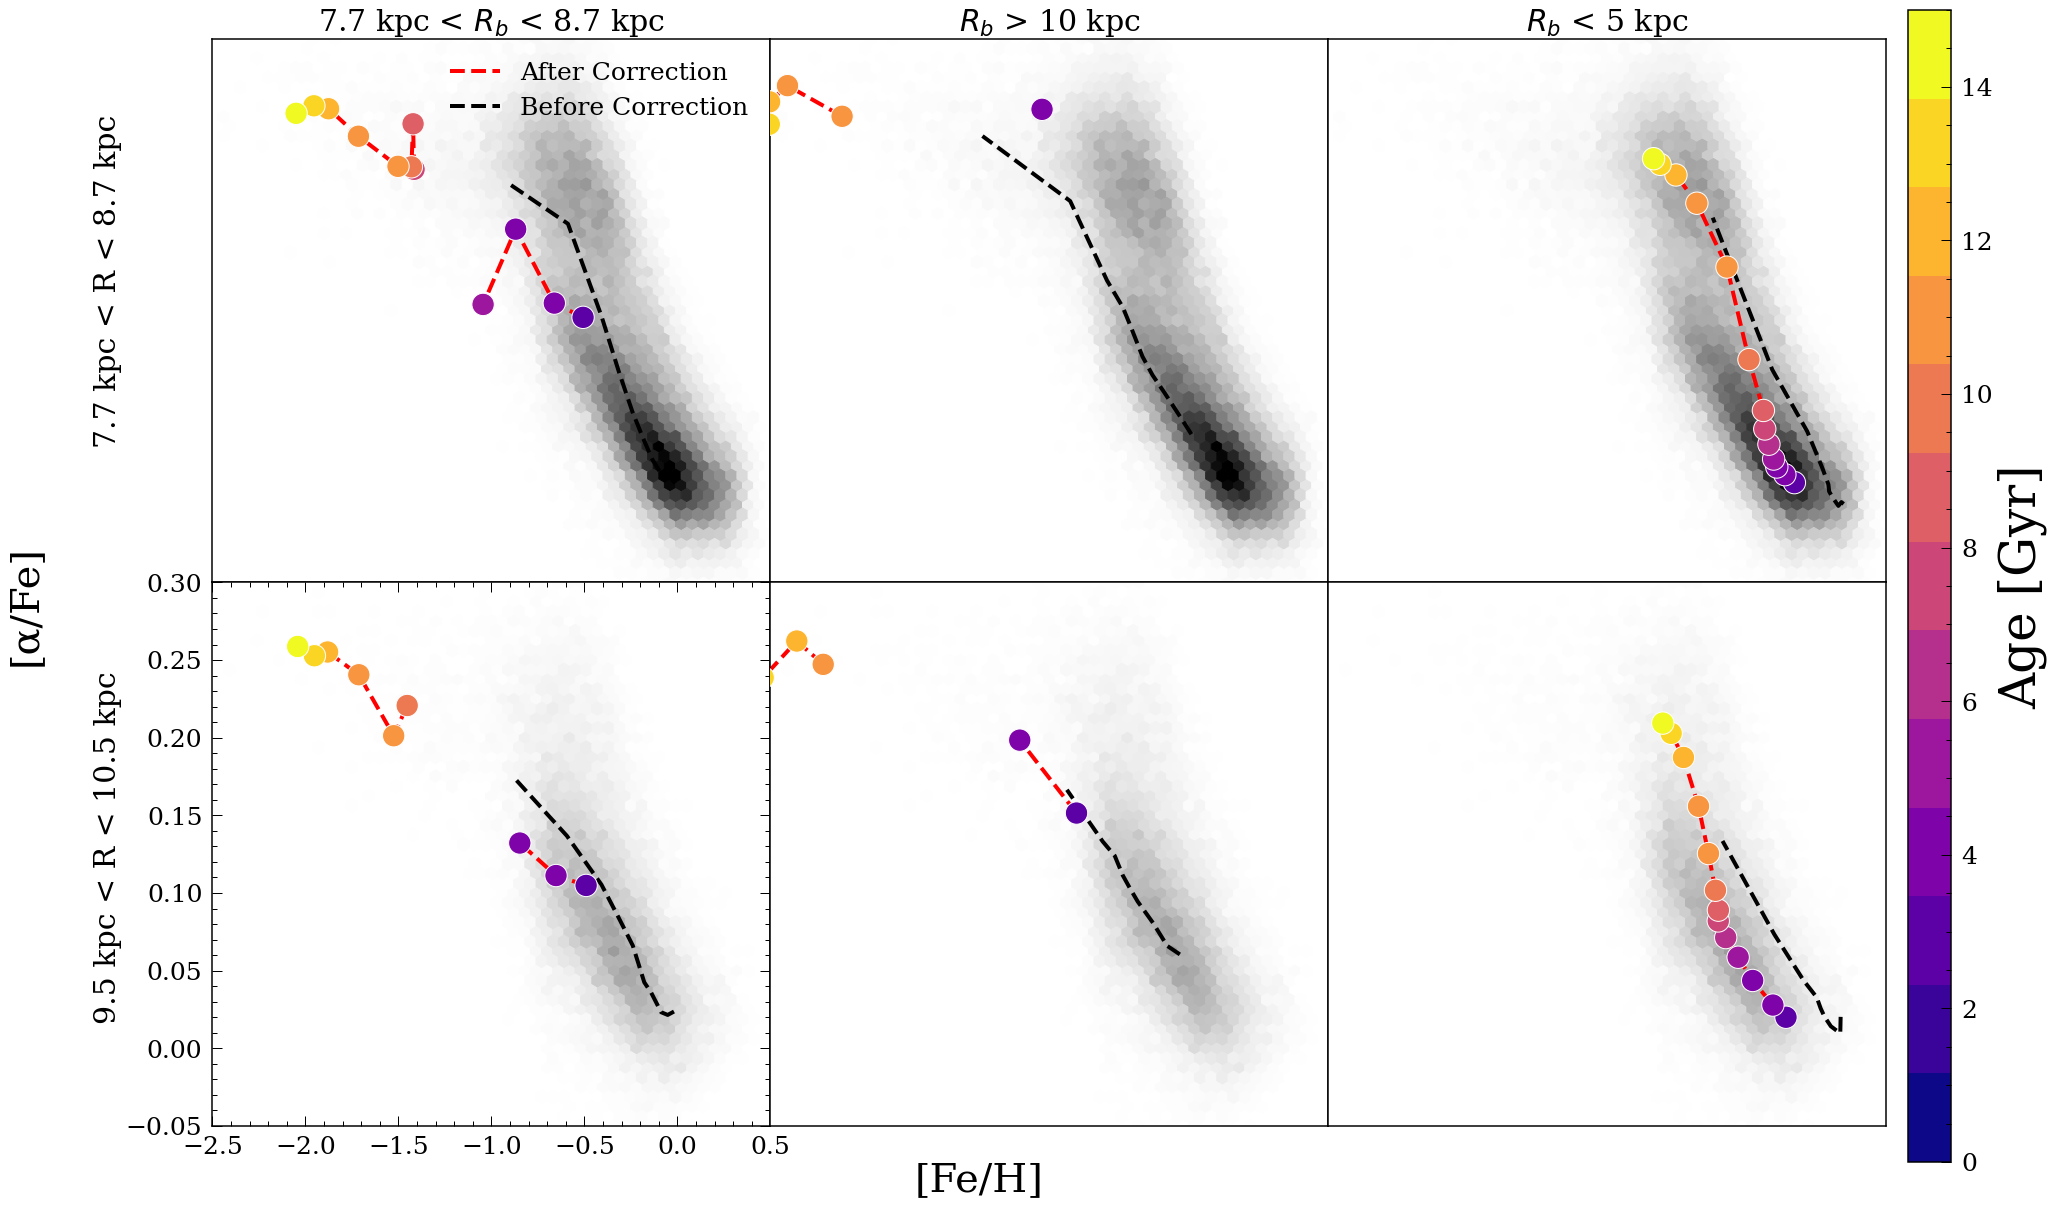 7.7 kpc < R_b < 8.7 kpc
R_b > 10 kpc
R_b < 5 kpc
After Correction
Before Correction
7.7 kpc < R < 8.7 kpc
9.5 kpc < R < 10.5 kpc
[α/Fe]
0.30
0.25
0.20
0.15
0.10
0.05
0.00
−0.05
−2.5 −2.0 −1.5 −1.0 −0.5 0.0 0.5
[Fe/H]
14
12
10
8
6
4
2
0
Age [Gyr]